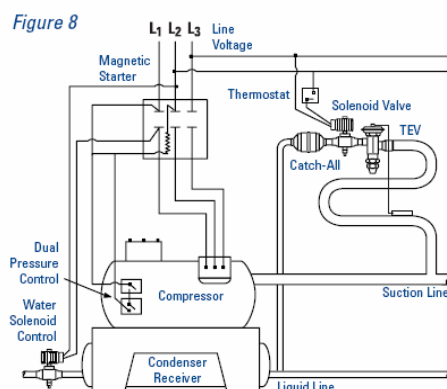 Figure 8
L1 L2 L3 Line
Voltage
Magnetic
Starter
Thermostat
Solenoid Valve
TEV
Catch-All
Dual
Pressure
Control
Compressor
Water
Solenoid
Control
Suction Line
Condenser
Receiver
Liquid Line